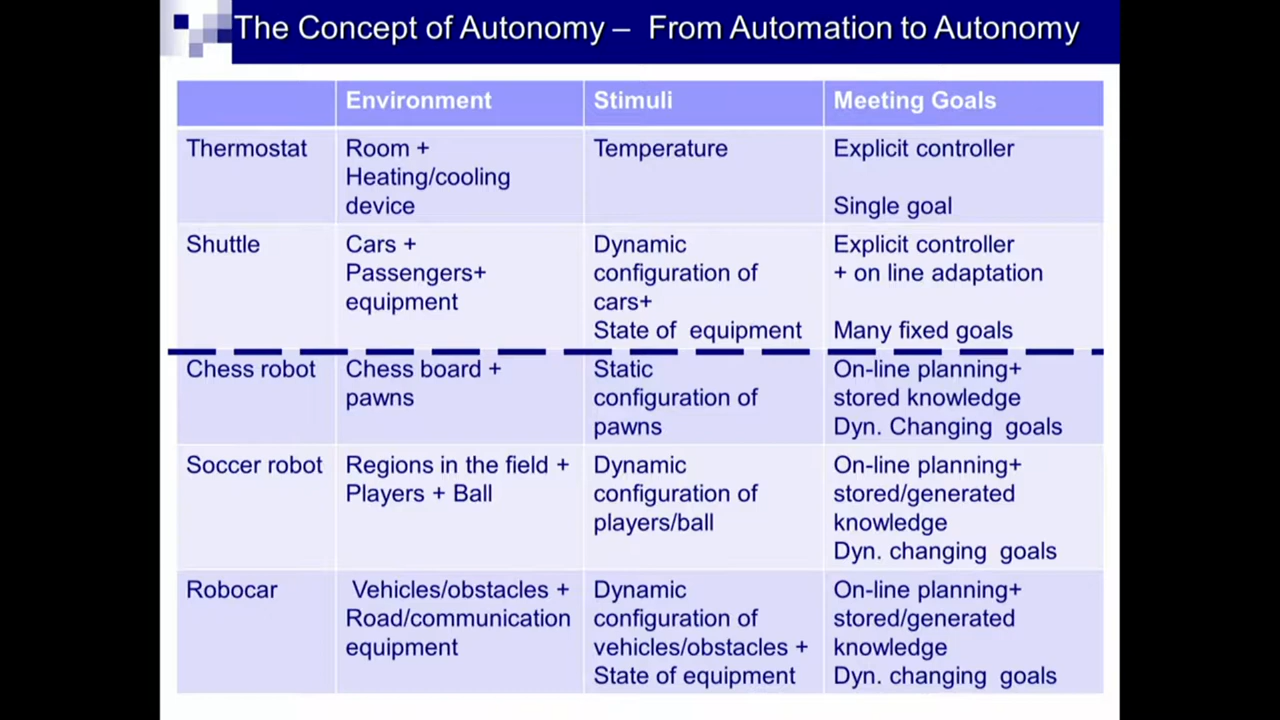 The Concept of Autonomy – From Automation to Autonomy
Environment
Stimuli
Meeting Goals
Thermostat
Room +
Heating/cooling
device
Temperature
Explicit controller
Single goal
Shuttle
Cars +
Passengers+
equipment
Dynamic
configuration of
cars+
State of equipment
Explicit controller
+ on line adaptation
Many fixed goals
Chess robot
Chess board +
pawns
Static
configuration of
pawns
On-line planning+
stored knowledge
Dyn. Changing goals
Soccer robot
Regions in the field +
Players + Ball
Dynamic
configuration of
players/ball
On-line planning+
stored/generated
knowledge
Dyn. changing goals
Robocar
Vehicles/obstacles +
Road/communication
equipment
Dynamic
configuration of
vehicles/obstacles +
State of equipment
On-line planning+
stored/generated
knowledge
Dyn. changing goals